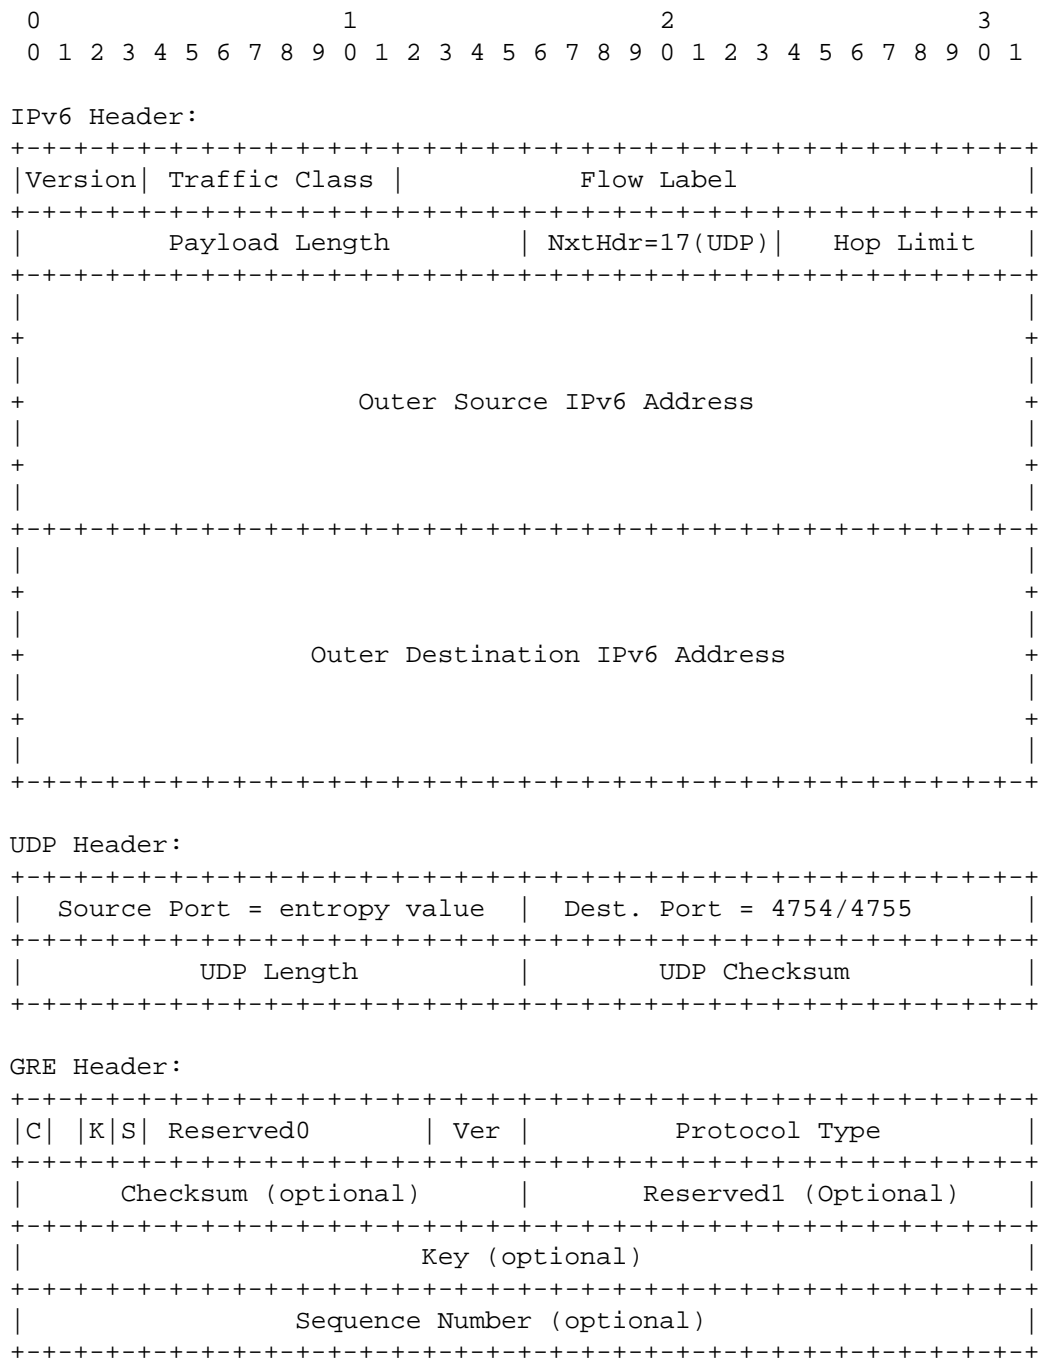 0                   1                   2                   3
 0 1 2 3 4 5 6 7 8 9 0 1 2 3 4 5 6 7 8 9 0 1 2 3 4 5 6 7 8 9 0 1

IPv6 Header:
+-+-+-+-+-+-+-+-+-+-+-+-+-+-+-+-+-+-+-+-+-+-+-+-+-+-+-+-+-+-+-+-+
|Version| Traffic Class |           Flow Label                  |
+-+-+-+-+-+-+-+-+-+-+-+-+-+-+-+-+-+-+-+-+-+-+-+-+-+-+-+-+-+-+-+-+
|         Payload Length        | NxtHdr=17(UDP)|   Hop Limit   |
+-+-+-+-+-+-+-+-+-+-+-+-+-+-+-+-+-+-+-+-+-+-+-+-+-+-+-+-+-+-+-+-+
|                                                               |
+                                                               +
|                                                               |
+                     Outer Source IPv6 Address                 +
|                                                               |
+                                                               +
|                                                               |
+-+-+-+-+-+-+-+-+-+-+-+-+-+-+-+-+-+-+-+-+-+-+-+-+-+-+-+-+-+-+-+-+
|                                                               |
+                                                               +
|                                                               |
+                  Outer Destination IPv6 Address               +
|                                                               |
+                                                               +
|                                                               |
+-+-+-+-+-+-+-+-+-+-+-+-+-+-+-+-+-+-+-+-+-+-+-+-+-+-+-+-+-+-+-+-+

UDP Header:
+-+-+-+-+-+-+-+-+-+-+-+-+-+-+-+-+-+-+-+-+-+-+-+-+-+-+-+-+-+-+-+-+
|  Source Port = entropy value  |  Dest. Port = 4754/4755       |
+-+-+-+-+-+-+-+-+-+-+-+-+-+-+-+-+-+-+-+-+-+-+-+-+-+-+-+-+-+-+-+-+
|           UDP Length          |        UDP Checksum           |
+-+-+-+-+-+-+-+-+-+-+-+-+-+-+-+-+-+-+-+-+-+-+-+-+-+-+-+-+-+-+-+-+

GRE Header:
+-+-+-+-+-+-+-+-+-+-+-+-+-+-+-+-+-+-+-+-+-+-+-+-+-+-+-+-+-+-+-+-+
|C| |K|S| Reserved0       | Ver |         Protocol Type         |
+-+-+-+-+-+-+-+-+-+-+-+-+-+-+-+-+-+-+-+-+-+-+-+-+-+-+-+-+-+-+-+-+
|      Checksum (optional)      |       Reserved1 (Optional)    |
+-+-+-+-+-+-+-+-+-+-+-+-+-+-+-+-+-+-+-+-+-+-+-+-+-+-+-+-+-+-+-+-+
|                         Key (optional)                        |
+-+-+-+-+-+-+-+-+-+-+-+-+-+-+-+-+-+-+-+-+-+-+-+-+-+-+-+-+-+-+-+-+
|                 Sequence Number (optional)                    |
+-+-+-+-+-+-+-+-+-+-+-+-+-+-+-+-+-+-+-+-+-+-+-+-+-+-+-+-+-+-+-+-+